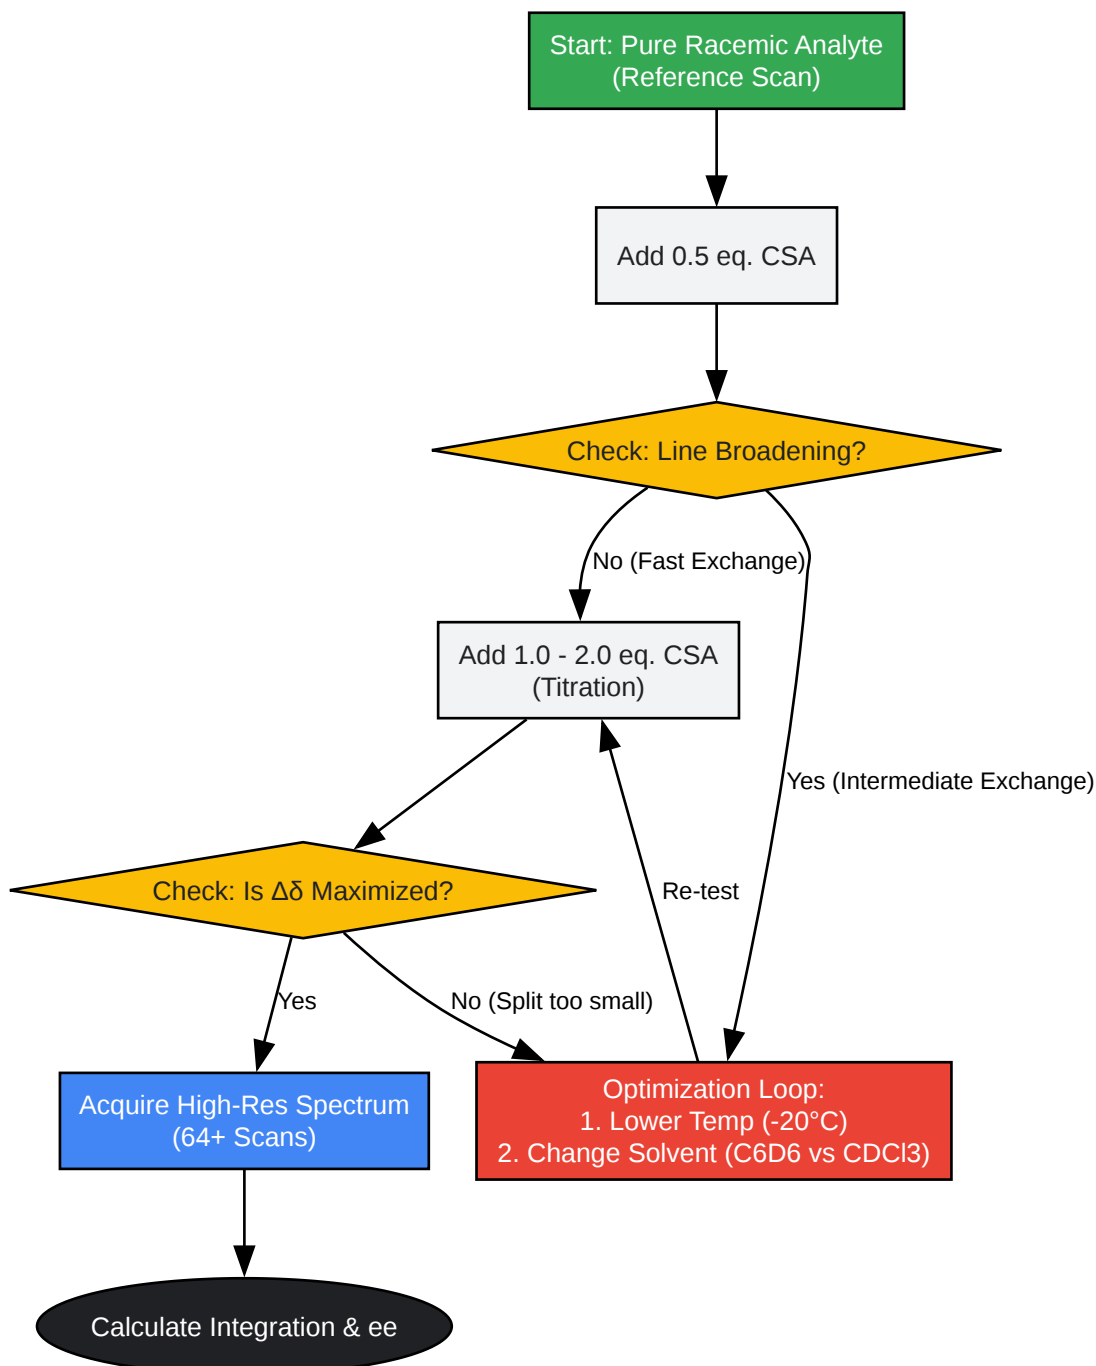 Start: Pure Racemic Analyte
(Reference Scan)
Add 0.5 eq. CSA
Check: Line Broadening?
No (Fast Exchange)
Add 1.0 - 2.0 eq. CSA
(Titration)
Yes (Intermediate Exchange)
Check: Is Δδ Maximized?
Re-test
Yes
No (Split too small)
Acquire High-Res Spectrum
(64+ Scans)
Optimization Loop:
1. Lower Temp (-20°C)
2. Change Solvent (C6D6 vs CDCl3)
Calculate Integration & ee